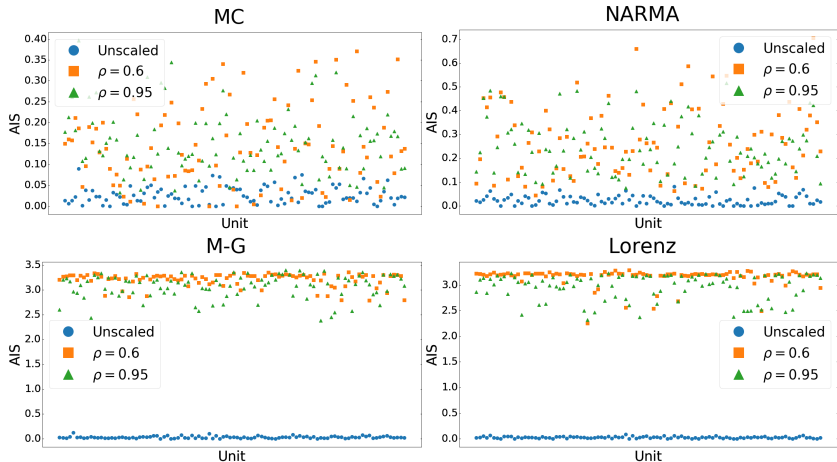 MC
0.40
0.35
0.30
0.25
0.20
0.15
0.10
0.05
0.00
AIS
Unit
Unscaled
ρ = 0.6
ρ = 0.95
NARMA
0.7
0.6
0.5
0.4
0.3
0.2
0.1
0.0
AIS
Unit
Unscaled
ρ = 0.6
ρ = 0.95
M-G
3.5
3.0
2.5
2.0
1.5
1.0
0.5
0.0
AIS
Unit
Unscaled
ρ = 0.6
ρ = 0.95
Lorenz
3.0
2.5
2.0
1.5
1.0
0.5
0.0
AIS
Unit
Unscaled
ρ = 0.6
ρ = 0.95